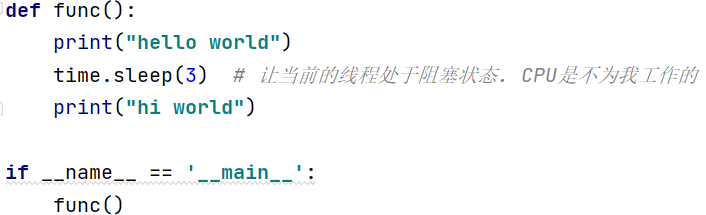 def func():
    print("hello world")
    time.sleep(3)  # 让当前的线程处于阻塞状态. CPU是不为我工作的
    print("hi world")

if __name__ == '__main__':
    func()